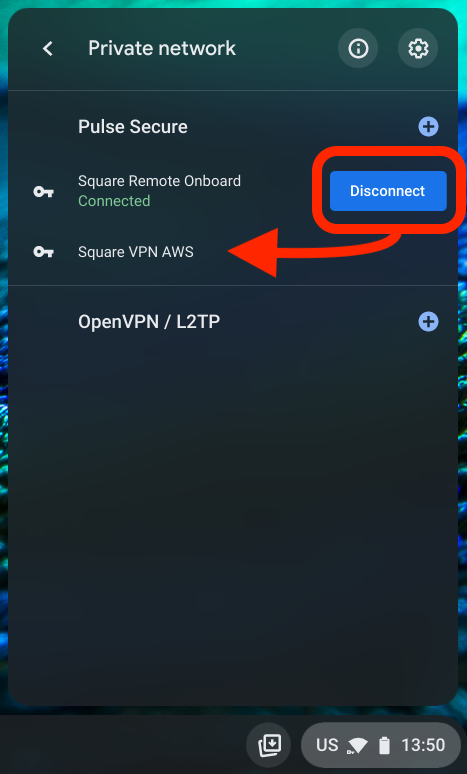 Private network
Pulse Secure
Square Remote Onboard
Connected
Disconnect
Square VPN AWS
OpenVPN / L2TP
US 13:50